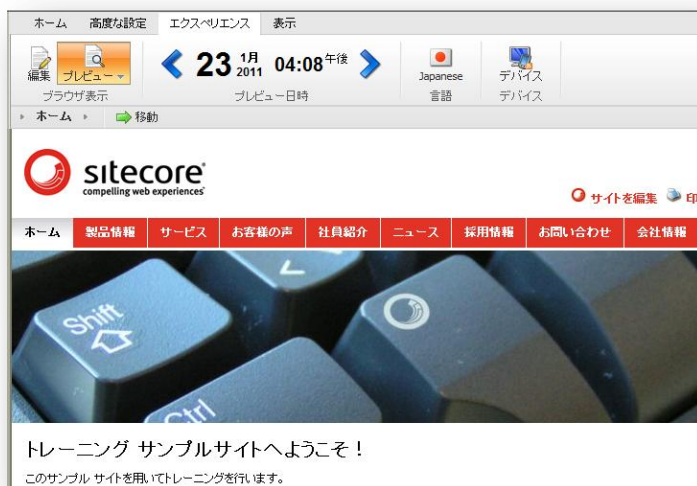 ホーム 高度な設定 エクスペリエンス 表示
編集 プレビュー 23 1月 2011 04:08 午後 Japanese デバイス
ブラウザ表示 プレビュー日時 言語 デバイス
ホーム 移動
sitecore
compelling web experiences
サイトを編集
ホーム 製品情報 サービス お客様の声 社員紹介 ニュース 採用情報 お問い合わせ 会社情報
Shift
Ctrl
トレーニング サンプルサイトへようこそ！
このサンプル サイトを用いてトレーニングを行います。